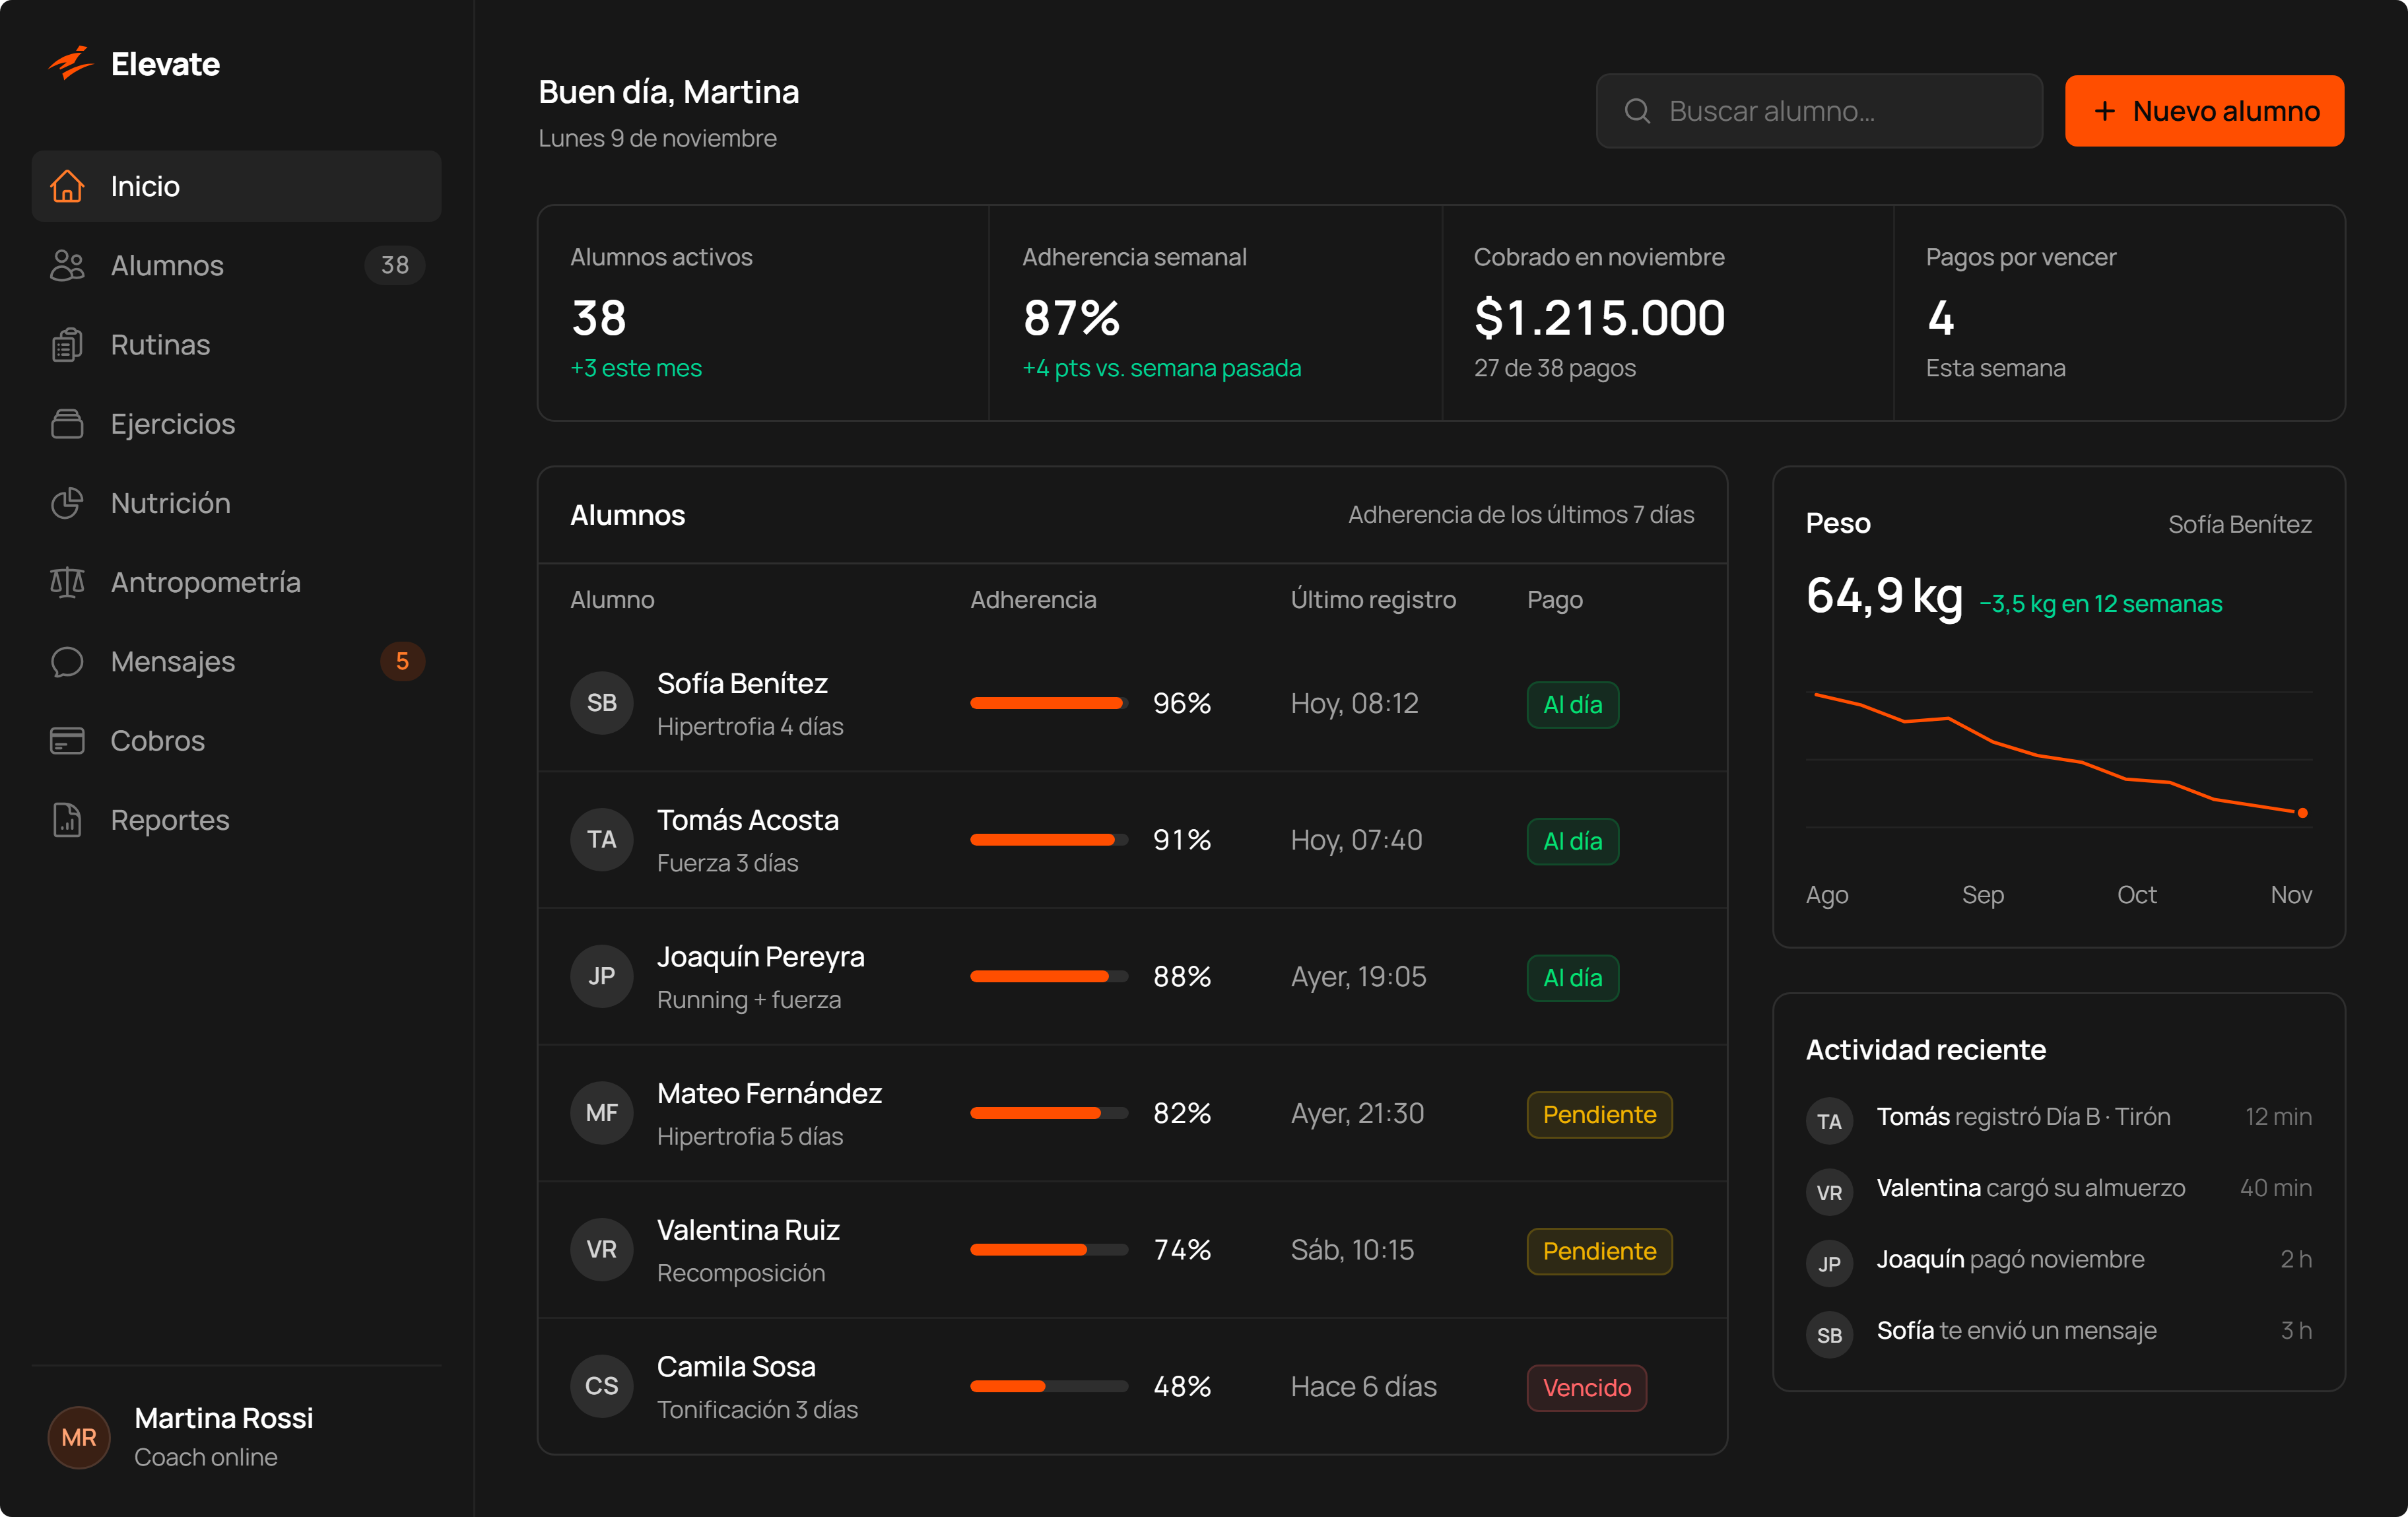 Elevate
Inicio
Alumnos 38
Rutinas
Ejercicios
Nutrición
Antropometría
Mensajes 5
Cobros
Reportes
MR
Martina Rossi
Coach online
Buen día, Martina
Lunes 9 de noviembre
Buscar alumno...
+ Nuevo alumno
Alumnos activos
38
+3 este mes
Adherencia semanal
87%
+4 pts vs. semana pasada
Cobrado en noviembre
$1.215.000
27 de 38 pagos
Pagos por vencer
4
Esta semana
Alumnos Adherencia de los últimos 7 días
Alumno Adherencia Último registro Pago
SB Sofía Benítez 96% Hoy, 08:12 Al día
Hipertrofia 4 días
TA Tomás Acosta 91% Hoy, 07:40 Al día
Fuerza 3 días
JP Joaquín Pereyra 88% Ayer, 19:05 Al día
Running + fuerza
MF Mateo Fernández 82% Ayer, 21:30 Pendiente
Hipertrofia 5 días
VR Valentina Ruiz 74% Sáb, 10:15 Pendiente
Recomposición
CS Camila Sosa 48% Hace 6 días Vencido
Tonificación 3 días
Peso Sofía Benítez
64,9 kg −3,5 kg en 12 semanas
Ago Sep Oct Nov
Actividad reciente
TA Tomás registró Día B · Tirón 12 min
VR Valentina cargó su almuerzo 40 min
JP Joaquín pagó noviembre 2 h
SB Sofía te envió un mensaje 3 h